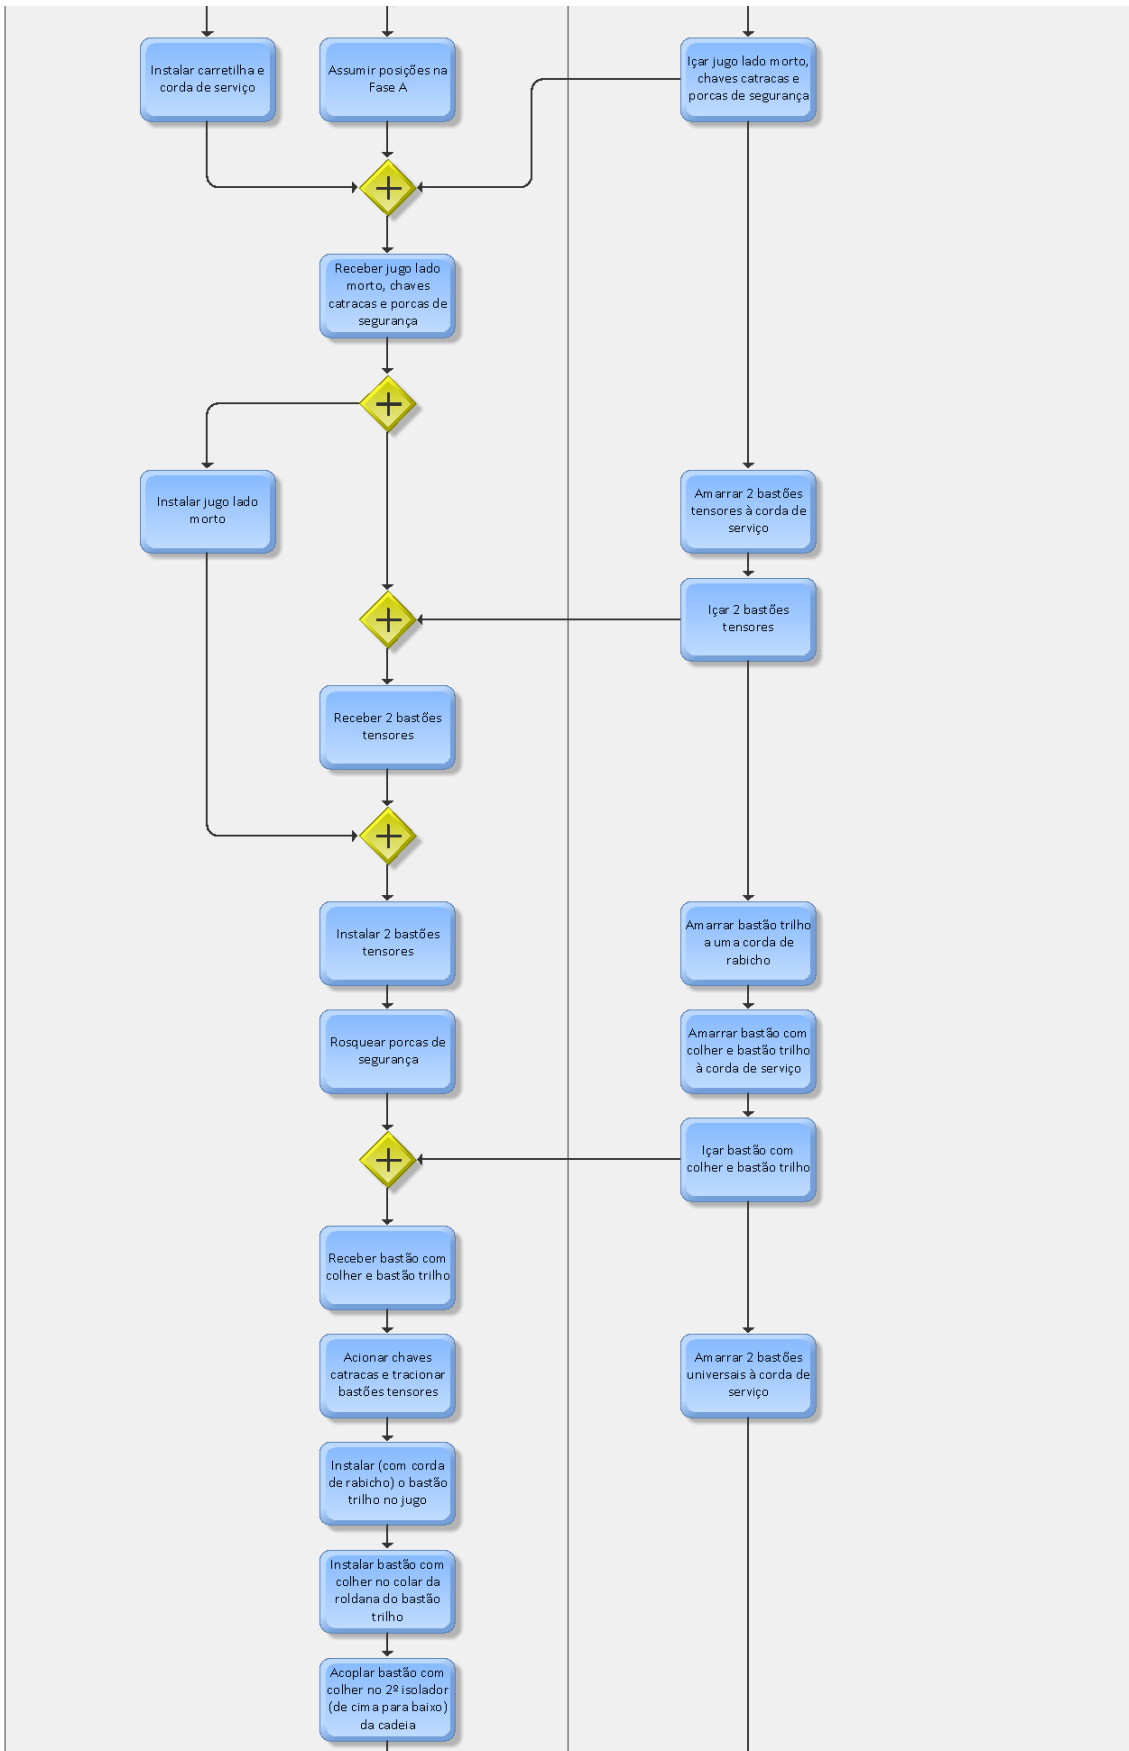 Instalar carretilha e
corda de serviço
Assumir posições na
Fase A
Içar jugo lado morto,
chaves catracas e
porcas de segurança
Receber jugo lado
morto, chaves
catracas e porcas de
segurança
Instalar jugo lado
morto
Amarrar 2 bastões
tensores à corda de
serviço
Içar 2 bastões
tensores
Receber 2 bastões
tensores
Instalar 2 bastões
tensores
Amarrar bastão trilho
a uma corda de
rabicho
Rosquear porcas de
segurança
Amarrar bastão com
colher e bastão trilho
à corda de serviço
Içar bastão com
colher e bastão trilho
Receber bastão com
colher e bastão trilho
Acionar chaves
catracas e tracionar
bastões tensores
Amarrar 2 bastões
universais à corda de
serviço
Instalar (com corda
de rabicho) o bastão
trilho no jugo
Instalar bastão com
colher no colar da
roldana do bastão
trilho
Acoplar bastão com
colher no 2º isolador
(de cima para baixo)
da cadeia